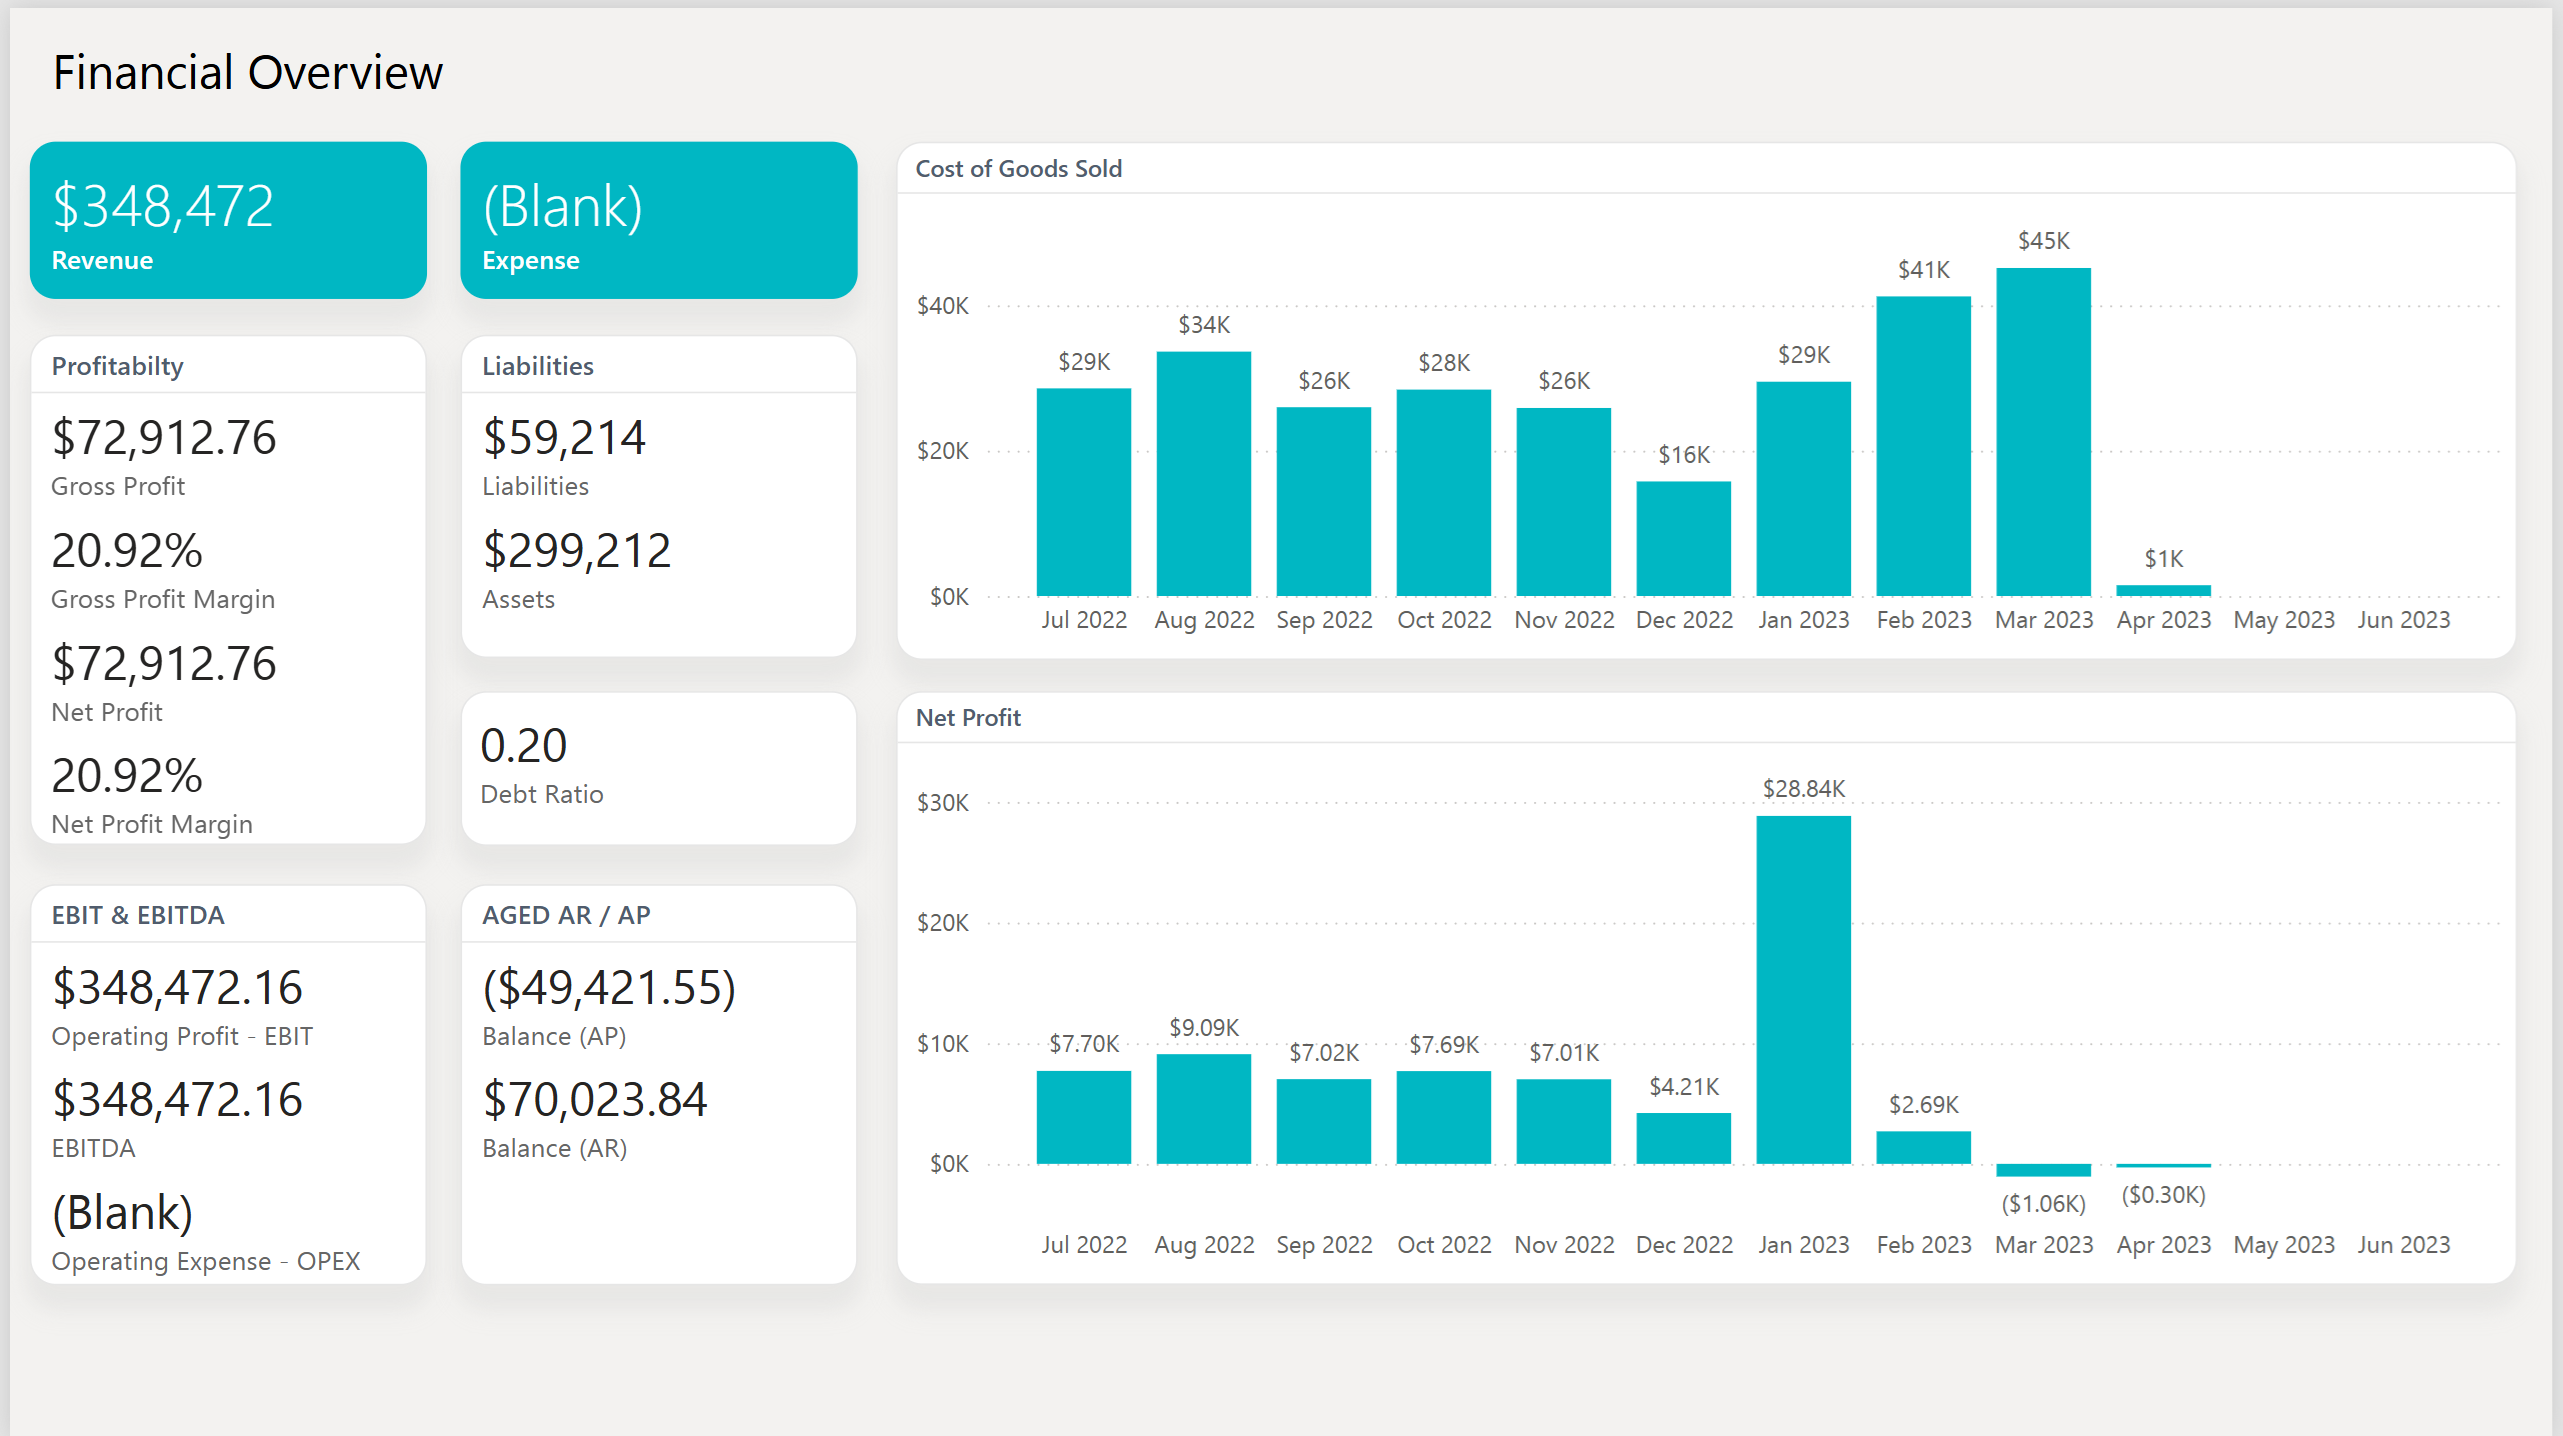 Financial Overview
$348,472
Revenue
(Blank)
Expense
Profitabilty
$72,912.76
Gross Profit
20.92%
Gross Profit Margin
$72,912.76
Net Profit
20.92%
Net Profit Margin
Liabilities
$59,214
Liabilities
$299,212
Assets
0.20
Debt Ratio
EBIT & EBITDA
$348,472.16
Operating Profit - EBIT
$348,472.16
EBITDA
(Blank)
Operating Expense - OPEX
AGED AR / AP
($49,421.55)
Balance (AP)
$70,023.84
Balance (AR)
Cost of Goods Sold
$40K
$20K
$0K
$29K
$34K
$26K
$28K
$26K
$16K
$29K
$41K
$45K
$1K
Jul 2022 Aug 2022 Sep 2022 Oct 2022 Nov 2022 Dec 2022 Jan 2023 Feb 2023 Mar 2023 Apr 2023 May 2023 Jun 2023
Net Profit
$30K
$20K
$10K
$0K
$7.70K
$9.09K
$7.02K
$7.69K
$7.01K
$4.21K
$28.84K
$2.69K
($1.06K)
($0.30K)
Jul 2022 Aug 2022 Sep 2022 Oct 2022 Nov 2022 Dec 2022 Jan 2023 Feb 2023 Mar 2023 Apr 2023 May 2023 Jun 2023